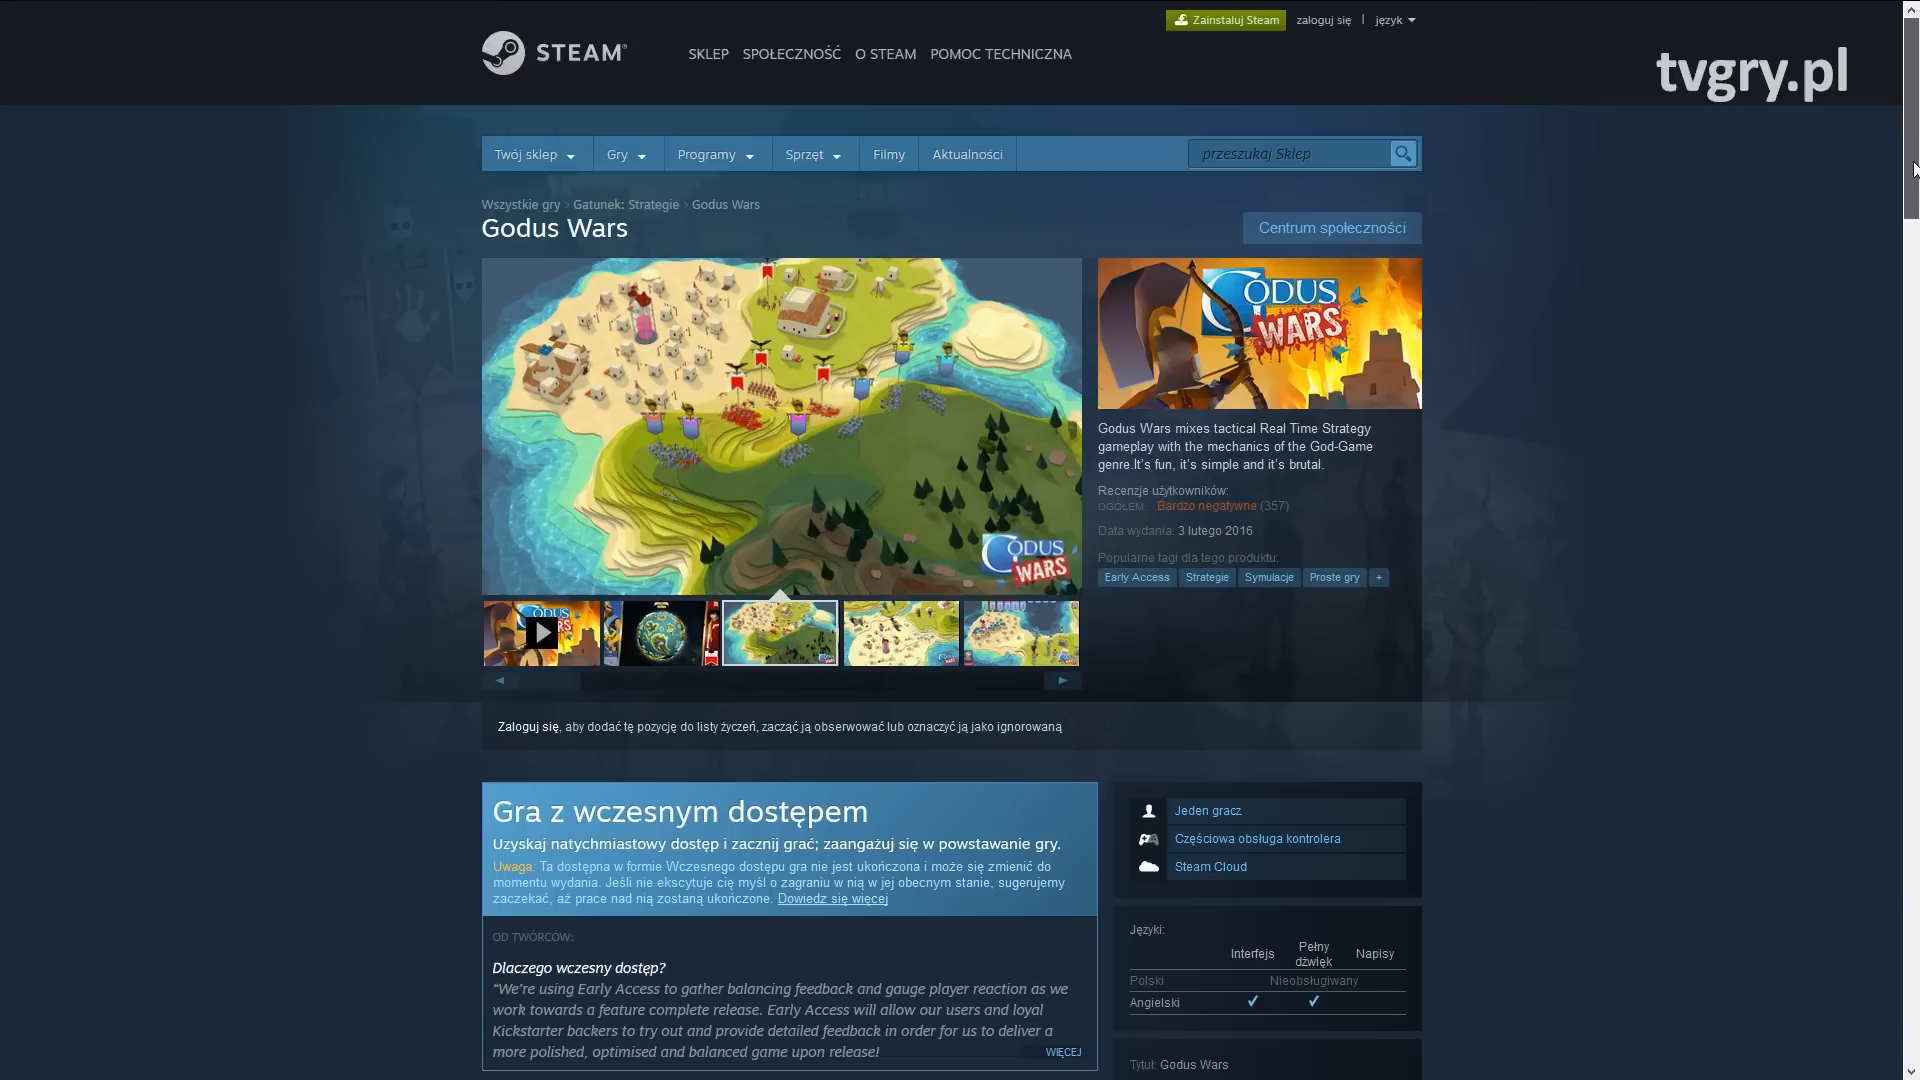 Zainstaluj Steam
zaloguj się | język
STEAM®
SKLEP SPOŁECZNOŚĆ O STEAM POMOC TECHNICZNA
tvgry.pl
Twój sklep Gry Programy Sprzęt Filmy Aktualności
przeszukaj Sklep
Wszystkie gry > Gatunek: Strategie > Godus Wars
Godus Wars
Centrum społeczności
GODUS
WARS
GODUS
WARS
Godus Wars mixes tactical Real Time Strategy
gameplay with the mechanics of the God-Game
genre.It's fun, it's simple and it's brutal.
Recenzje użytkowników:
OGÓŁEM Bardzo negatywne (357)
Data wydania: 3 lutego 2016
Popularne tagi dla tego produktu:
Early Access Strategie Symulacje Proste gry +
Zaloguj się, aby dodać tę pozycję do listy życzeń, zacząć ją obserwować lub oznaczyć ją jako ignorowaną
Gra z wczesnym dostępem
Uzyskaj natychmiastowy dostęp i zacznij grać; zaangażuj się w powstawanie gry.
Uwaga: Ta dostępna w formie Wczesnego dostępu gra nie jest ukończona i może się zmienić do
momentu wydania. Jeśli nie ekscytuje cię myśl o zagraniu w nią w jej obecnym stanie, sugerujemy
zaczekać, aż prace nad nią zostaną ukończone. Dowiedz się więcej
OD TWÓRCÓW:
Dlaczego wczesny dostęp?
“We're using Early Access to gather balancing feedback and gauge player reaction as we
work towards a feature complete release. Early Access will allow our users and loyal
Kickstarter backers to try out and provide detailed feedback in order for us to deliver a
more polished, optimised and balanced game upon release!
WIĘCEJ
Jeden gracz
Częściowa obsługa kontrolera
Steam Cloud
Języki:
Interfejs Pełny dźwięk Napisy
Polski Nieobsługiwany
Angielski ✓ ✓
Tytuł: Godus Wars